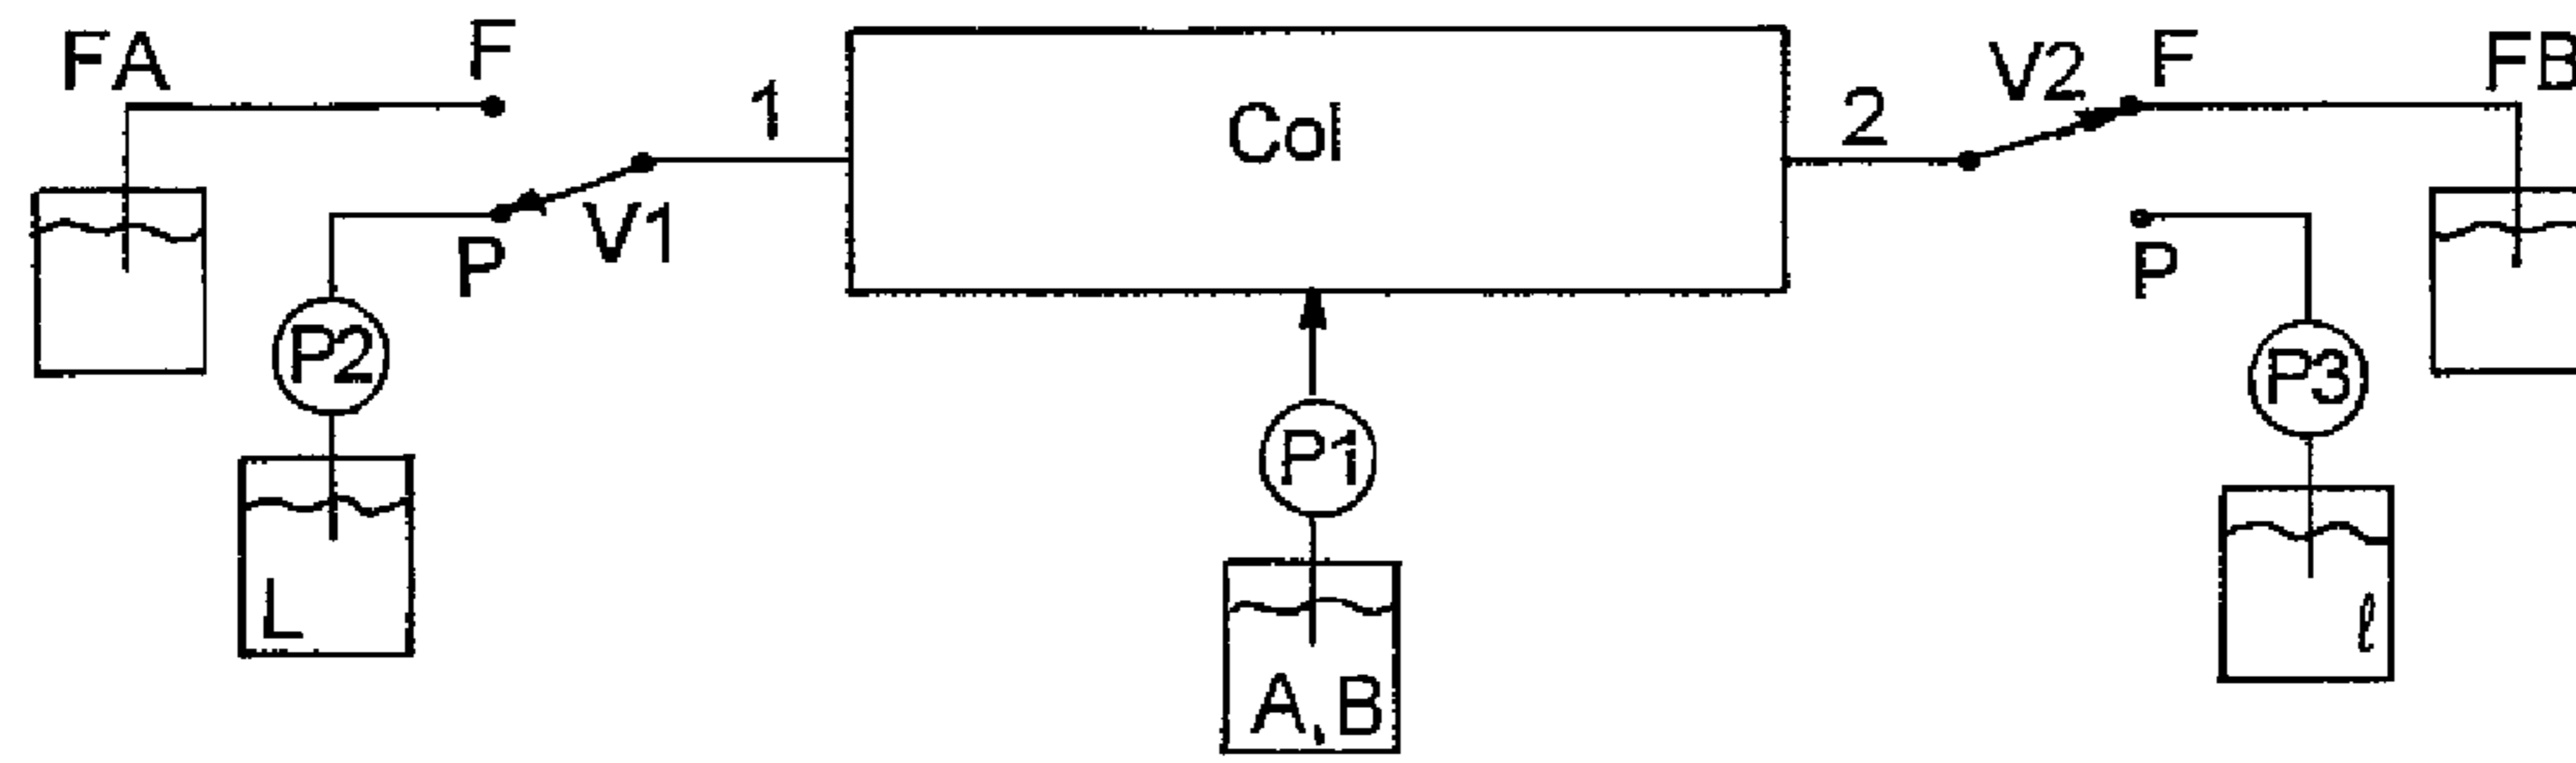 FA F 1 Col 2 V2 F FB
P V1 P
P2 P3
P1
L ℓ
A, B